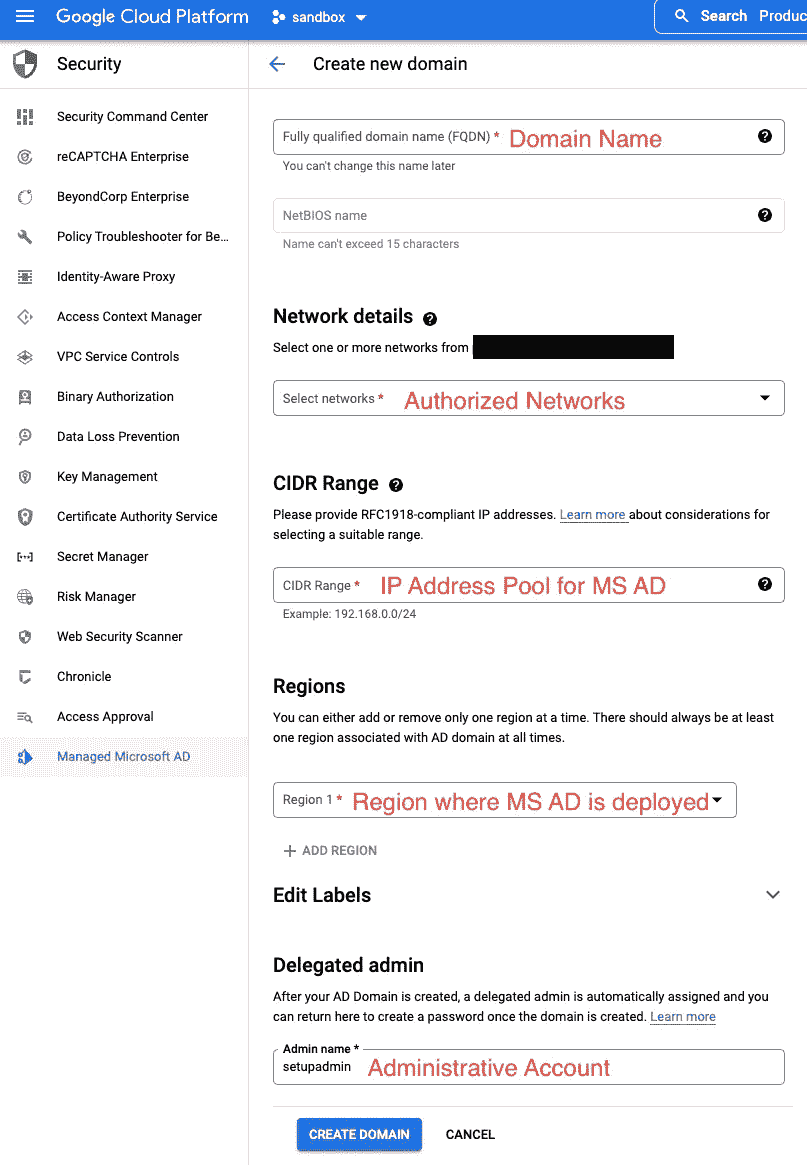 Google Cloud Platform sandbox Search Produc
Security
Create new domain
Security Command Center
reCAPTCHA Enterprise
BeyondCorp Enterprise
Policy Troubleshooter for Be...
Identity-Aware Proxy
Access Context Manager
VPC Service Controls
Binary Authorization
Data Loss Prevention
Key Management
Certificate Authority Service
Secret Manager
Risk Manager
Web Security Scanner
Chronicle
Access Approval
Managed Microsoft AD
Fully qualified domain name (FQDN) * Domain Name
You can't change this name later
NetBIOS name
Name can't exceed 15 characters
Network details
Select one or more networks from
Select networks * Authorized Networks
CIDR Range
Please provide RFC1918-compliant IP addresses. Learn more about considerations for
selecting a suitable range.
CIDR Range * IP Address Pool for MS AD
Example: 192.168.0.0/24
Regions
You can either add or remove only one region at a time. There should always be at least
one region associated with AD domain at all times.
Region 1 * Region where MS AD is deployed
+ ADD REGION
Edit Labels
Delegated admin
After your AD Domain is created, a delegated admin is automatically assigned and you
can return here to create a password once the domain is created. Learn more
Admin name *
setupadmin Administrative Account
CREATE DOMAIN CANCEL